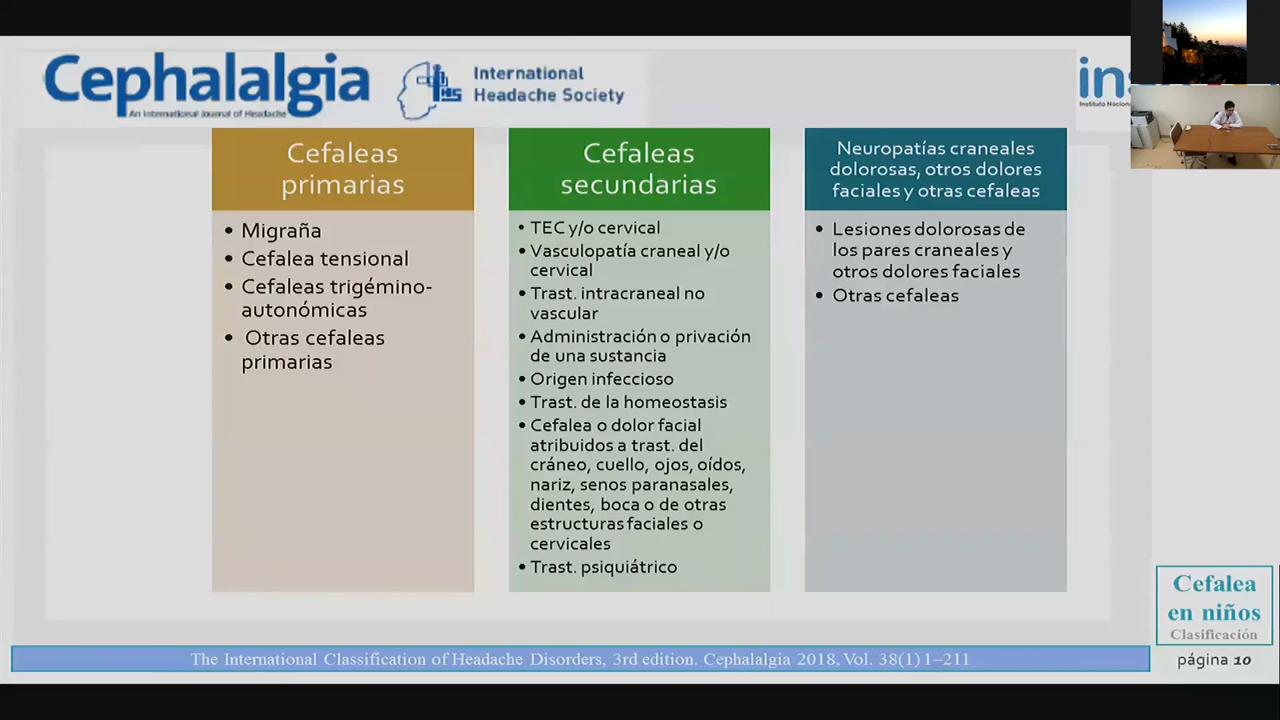 Cephalalgia
An International Journal of Headache
IHS
International
Headache Society
Instituto Nacional
Cefaleas
primarias
• Migraña
• Cefalea tensional
• Cefaleas trigémino-
autonómicas
• Otras cefaleas
primarias
Cefaleas
secundarias
• TEC y/o cervical
• Vasculopatía craneal y/o
cervical
• Trast. intracraneal no
vascular
• Administración o privación
de una sustancia
• Origen infeccioso
• Trast. de la homeostasis
• Cefalea o dolor facial
atribuidos a trast. del
cráneo, cuello, ojos, oídos,
nariz, senos paranasales,
dientes, boca o de otras
estructuras faciales o
cervicales
• Trast. psiquiátrico
Neuropatías craneales
dolorosas, otros dolores
faciales y otras cefaleas
• Lesiones dolorosas de
los pares craneales y
otros dolores faciales
• Otras cefaleas
Cefalea
en niños
Clasificación
The International Classification of Headache Disorders, 3rd edition. Cephalalgia 2018, Vol. 38(1) 1–211
página 10